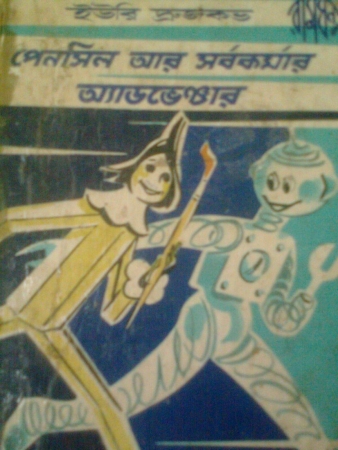 ইউরি দ্রুজকভ
পেনসিল আর সর্বকর্মার
অ্যাডভেঞ্চার